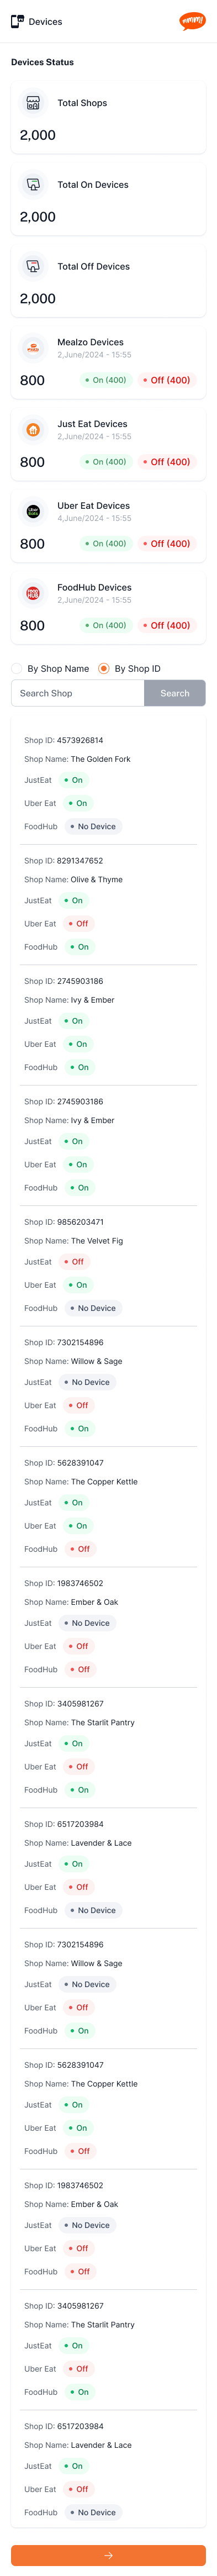 Devices
mmmy!
Devices Status
Total Shops
2,000
Total On Devices
2,000
Total Off Devices
2,000
Mealzo Devices
2,June/2024 - 15:55
800 On (400) Off (400)
Just Eat Devices
2,June/2024 - 15:55
800 On (400) Off (400)
Uber Eat Devices
4,June/2024 - 15:55
800 On (400) Off (400)
FoodHub Devices
2,June/2024 - 15:55
800 On (400) Off (400)
By Shop Name By Shop ID
Search Shop Search
Shop ID: 4573926814
Shop Name: The Golden Fork
JustEat On
Uber Eat On
FoodHub No Device
Shop ID: 8291347652
Shop Name: Olive & Thyme
JustEat On
Uber Eat Off
FoodHub On
Shop ID: 2745903186
Shop Name: Ivy & Ember
JustEat On
Uber Eat On
FoodHub On
Shop ID: 2745903186
Shop Name: Ivy & Ember
JustEat On
Uber Eat On
FoodHub On
Shop ID: 9856203471
Shop Name: The Velvet Fig
JustEat Off
Uber Eat On
FoodHub No Device
Shop ID: 7302154896
Shop Name: Willow & Sage
JustEat No Device
Uber Eat Off
FoodHub On
Shop ID: 5628391047
Shop Name: The Copper Kettle
JustEat On
Uber Eat On
FoodHub Off
Shop ID: 1983746502
Shop Name: Ember & Oak
JustEat No Device
Uber Eat Off
FoodHub Off
Shop ID: 3405981267
Shop Name: The Starlit Pantry
JustEat On
Uber Eat Off
FoodHub On
Shop ID: 6517203984
Shop Name: Lavender & Lace
JustEat On
Uber Eat Off
FoodHub No Device
Shop ID: 7302154896
Shop Name: Willow & Sage
JustEat No Device
Uber Eat Off
FoodHub On
Shop ID: 5628391047
Shop Name: The Copper Kettle
JustEat On
Uber Eat On
FoodHub Off
Shop ID: 1983746502
Shop Name: Ember & Oak
JustEat No Device
Uber Eat Off
FoodHub Off
Shop ID: 3405981267
Shop Name: The Starlit Pantry
JustEat On
Uber Eat Off
FoodHub On
Shop ID: 6517203984
Shop Name: Lavender & Lace
JustEat On
Uber Eat Off
FoodHub No Device